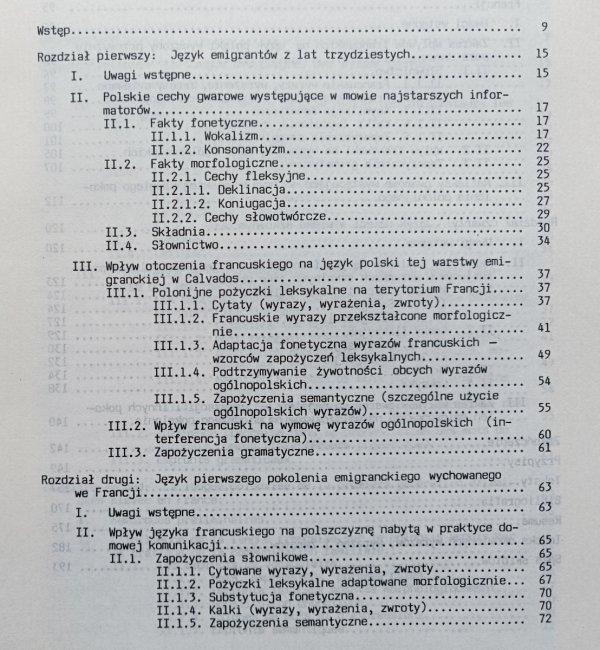 Wstęp............................................................ 9
Rozdział pierwszy: Język emigrantów z lat trzydziestych................ 15
I. Uwagi wstępne............................................... 15
II. Polskie cechy gwarowe występujące w mowie najstarszych infor-
matorów..................................................... 17
II.1. Fakty fonetyczne...................................... 17
II.1.1. Wokalizm....................................... 17
II.1.2. Konsonantyzm................................... 22
II.2. Fakty morfologiczne................................... 25
II.2.1. Cechy fleksyjne................................ 25
II.2.1.1. Deklinacja................................... 25
II.2.1.2. Koniugacja................................... 27
II.2.2. Cechy słowotwórcze............................. 29
II.3. Składnia.............................................. 30
II.4. Słownictwo............................................ 34
III. Wpływ otoczenia francuskiego na język polski tej warstwy emi-
granckiej w Calvados........................................ 37
III.1. Polonijne pożyczki leksykalne na terytorium Francji.. 37
III.1.1. Cytaty (wyrazy, wyrażenia, zwroty)........... 37
III.1.2. Francuskie wyrazy przekształcone morfologicz-
nie........................................... 41
III.1.3. Adaptacja fonetyczna wyrazów francuskich –
wzorców zapożyczeń leksykalnych............... 49
III.1.4. Podtrzymywanie żywotności obcych wyrazów
ogólnopolskich................................ 54
III.1.5. Zapożyczenia semantyczne (szczególne użycie
ogólnopolskich wyrazów)....................... 55
III.2. Wpływ francuski na wymowę wyrazów ogólnopolskich (in-
terferencja fonetyczna)............................... 60
III.3. Zapożyczenia gramatyczne............................. 61
Rozdział drugi: Język pierwszego pokolenia emigranckiego wychowanego
we Francji...................................................... 63
I. Uwagi wstępne............................................... 63
II. Wpływ języka francuskiego na polszczyznę nabytą w praktyce do-
mowej komunikacji........................................... 65
II.1. Zapożyczenia słownikowe............................... 65
II.1.1. Cytowane wyrazy, wyrażenia, zwroty............. 65
II.1.2. Pożyczki leksykalne adaptowane morfologicznie... 67
II.1.3. Substytucja fonetyczna......................... 70
II.1.4. Kalki (wyrazy, wyrażenia, zwroty).............. 70
II.1.5. Zapożyczenia semantyczne....................... 72